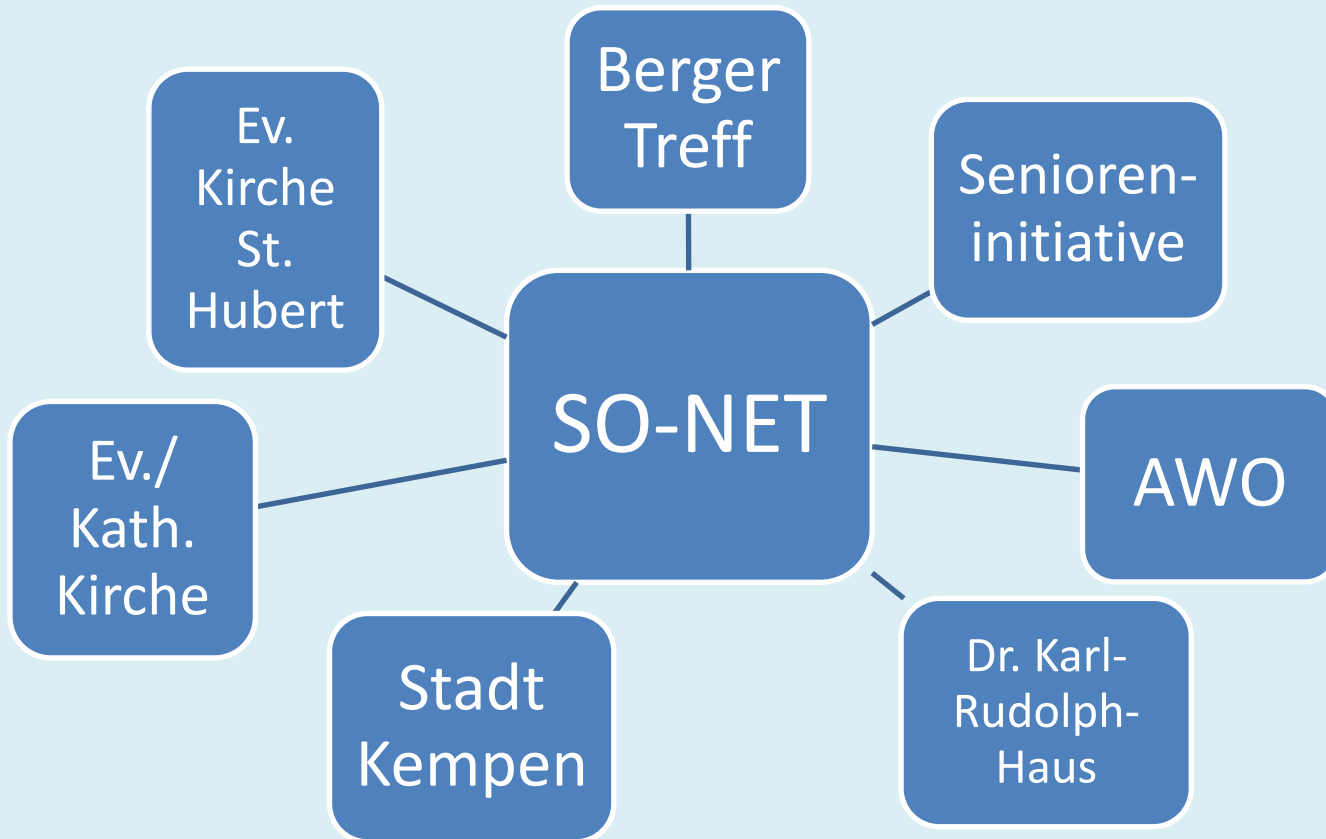 Berger
Treff
Ev.
Kirche
St.
Hubert
Senioren-
initiative
SO-NET
Ev./
Kath.
Kirche
AWO
Stadt
Kempen
Dr. Karl-
Rudolph-
Haus